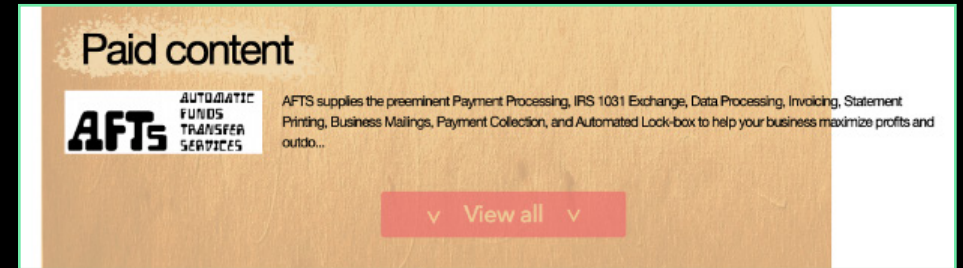 Paid content
AFTS
AUTOMATIC
FUNDS
TRANSFER
SERVICES
AFTS supplies the preeminent Payment Processing, IRS 1031 Exchange, Data Processing, Invoicing, Statement
Printing, Business Mailings, Payment Collection, and Automated Lock-box to help your business maximize profits and
outdo...
v View all v